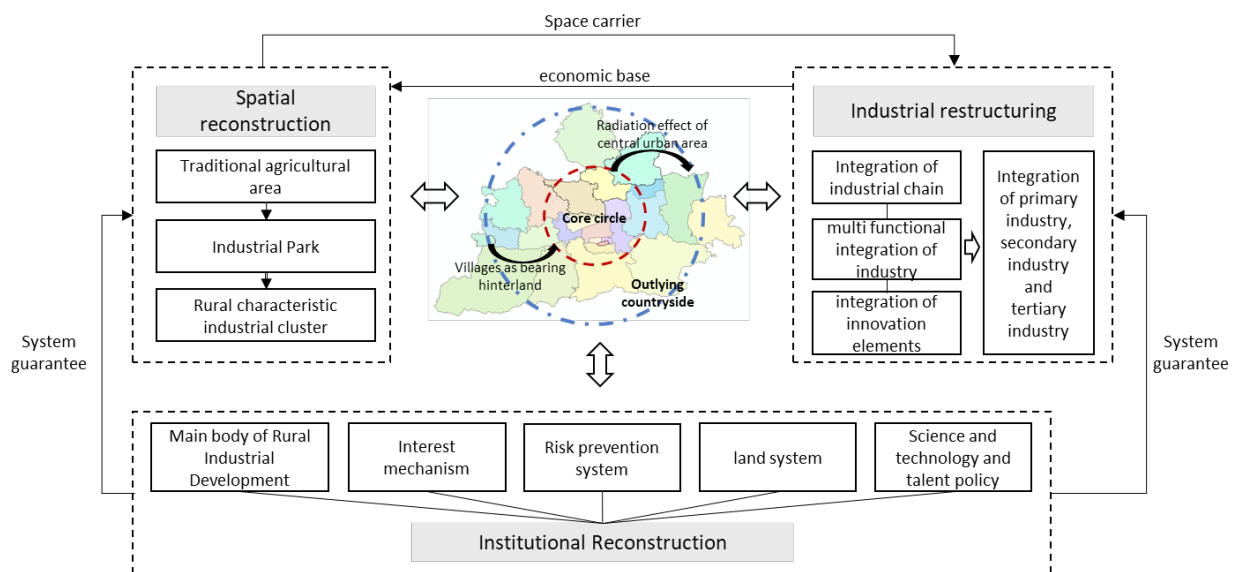 Space carrier
economic base
Spatial
reconstruction
Traditional agricultural
area
Industrial Park
Rural characteristic
industrial cluster
Radiation effect of
central urban area
Core circle
Villages as bearing
hinterland
Outlying
countryside
Industrial restructuring
Integration of
industrial chain
multi functional
integration of
industry
integration of
innovation
elements
Integration
of primary
industry,
secondary
industry
and
tertiary
industry
System
guarantee
System
guarantee
Main body of Rural
Industrial
Development
Interest
mechanism
Risk prevention
system
land system
Science and
technology and
talent policy
Institutional Reconstruction